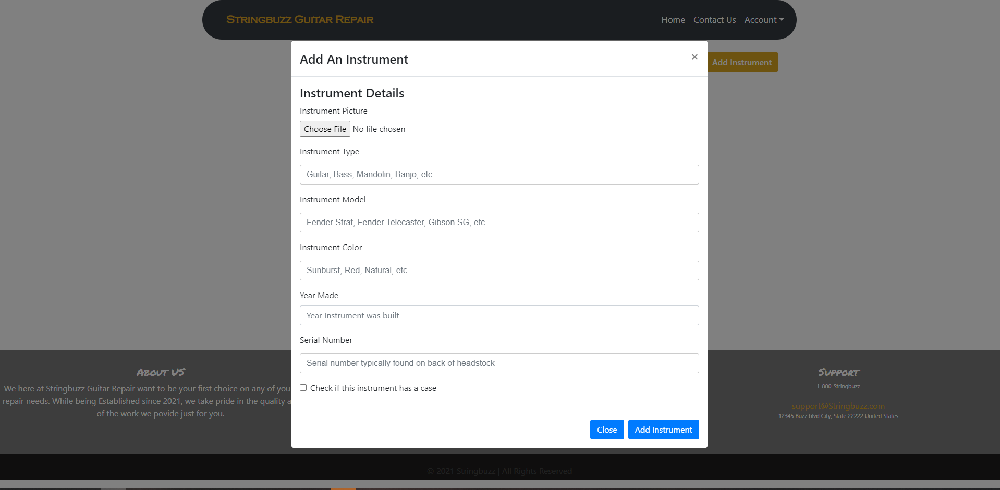 Stringbuzz Guitar Repair
Home Contact Us Account
Add An Instrument ×
Add Instrument
Instrument Details
Instrument Picture
Choose File No file chosen
Instrument Type
Guitar, Bass, Mandolin, Banjo, etc...
Instrument Model
Fender Strat, Fender Telecaster, Gibson SG, etc...
Instrument Color
Sunburst, Red, Natural, etc...
Year Made
Year Instrument was built
Serial Number
Serial number typically found on back of headstock
Check if this instrument has a case
Close Add Instrument
About US
We here at Stringbuzz Guitar Repair want to be your first choice on any of your
repair needs. While being Established since 2021, we take pride in the quality a
of the work we povide just for you.
Support
1-800-Stringbuzz
support@Stringbuzz.com
12345 Buzz blvd City, State 22222 United States
© 2021 Stringbuzz | All Rights Reserved